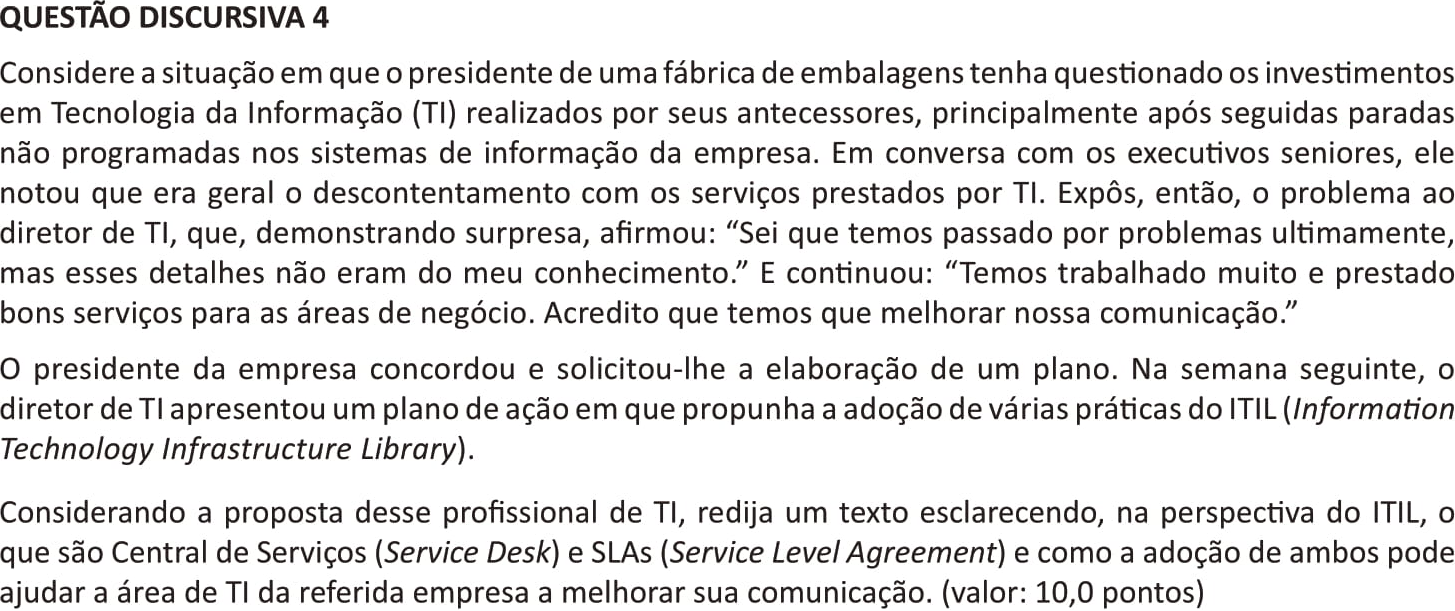 QUESTÃO DISCURSIVA 4
Considere a situação em que o presidente de uma fábrica de embalagens tenha questionado os investimentos
em Tecnologia da Informação (TI) realizados por seus antecessores, principalmente após seguidas paradas
não programadas nos sistemas de informação da empresa. Em conversa com os executivos seniores, ele
notou que era geral o descontentamento com os serviços prestados por TI. Expôs, então, o problema ao
diretor de TI, que, demonstrando surpresa, afirmou: “Sei que temos passado por problemas ultimamente,
mas esses detalhes não eram do meu conhecimento.” E continuou: “Temos trabalhado muito e prestado
bons serviços para as áreas de negócio. Acredito que temos que melhorar nossa comunicação.”
O presidente da empresa concordou e solicitou-lhe a elaboração de um plano. Na semana seguinte, o
diretor de TI apresentou um plano de ação em que propunha a adoção de várias práticas do ITIL (Information
Technology Infrastructure Library).
Considerando a proposta desse profissional de TI, redija um texto esclarecendo, na perspectiva do ITIL, o
que são Central de Serviços (Service Desk) e SLAs (Service Level Agreement) e como a adoção de ambos pode
ajudar a área de TI da referida empresa a melhorar sua comunicação. (valor: 10,0 pontos)